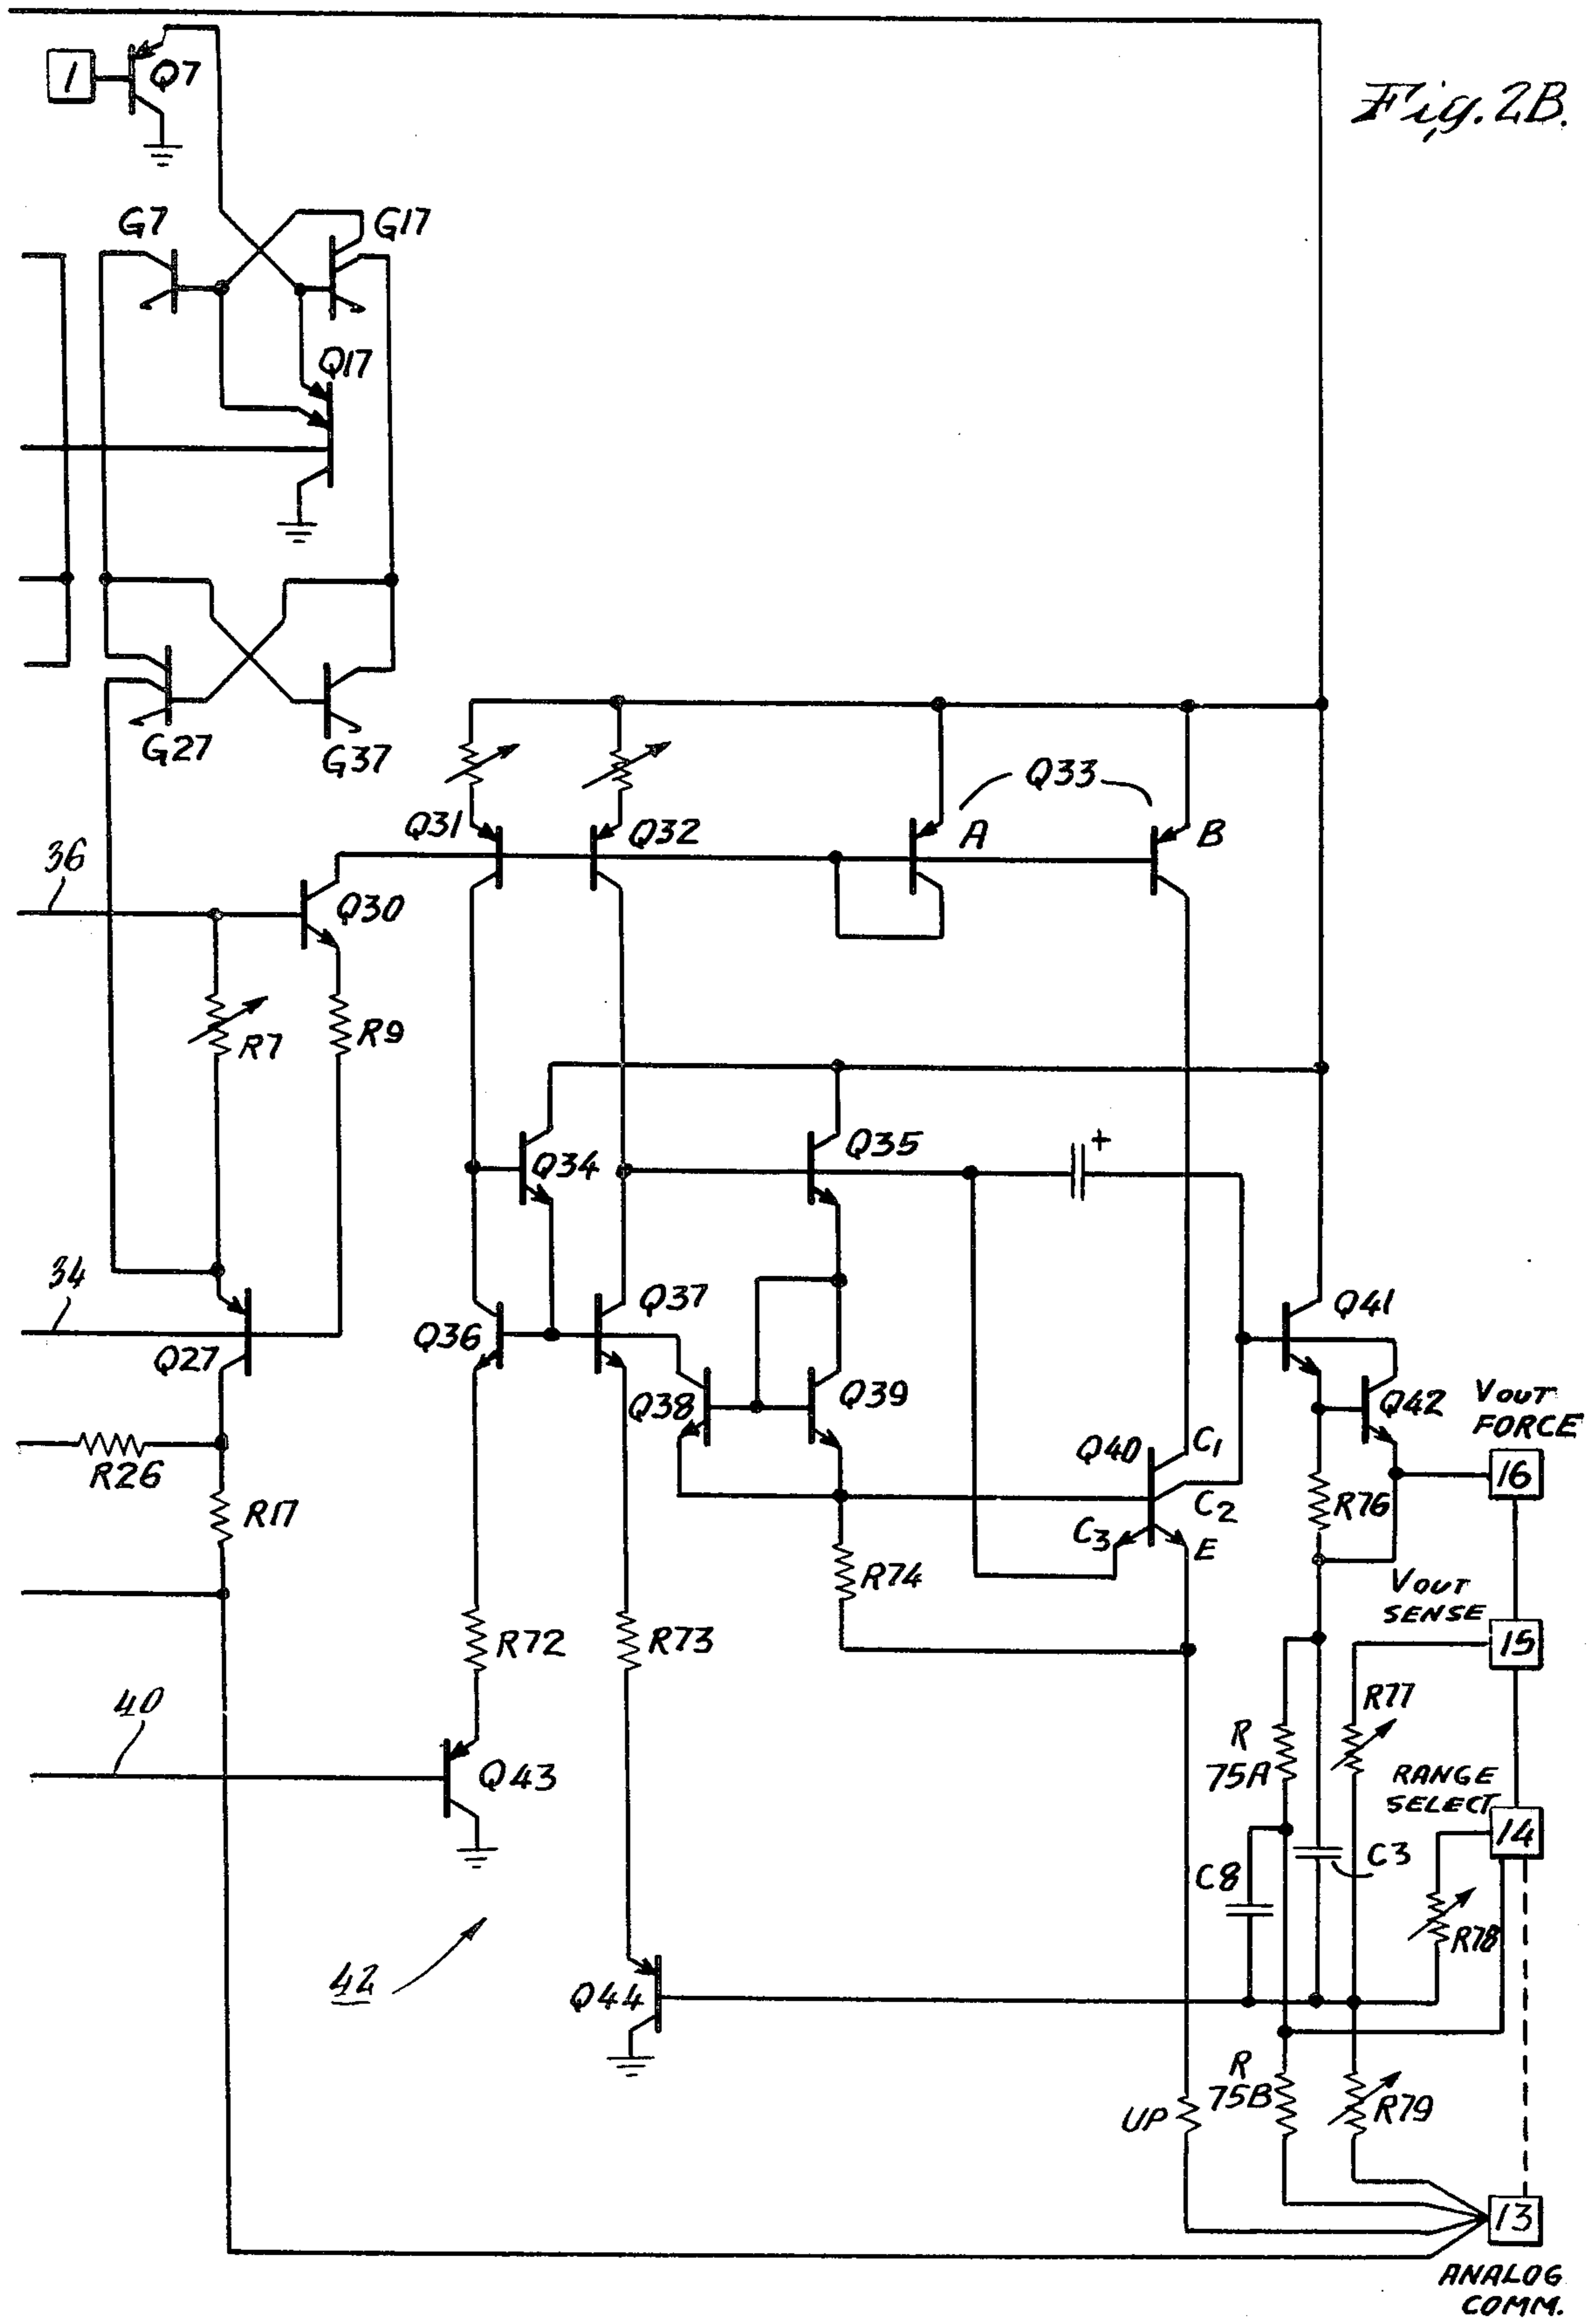 Fig. 2B.
1
Q7
G7
G17
Q17
G27
G37
Q33
Q31
Q32
A
B
36
Q30
R7
R9
Q34
Q35
+
34
Q27
Q36
Q37
Q41
Q38
Q39
Q42
VOUT
FORCE
16
R26
R17
Q40
C1
C2
C3
E
R76
R74
VOUT
SENSE
15
R72
R73
40
Q43
R
75A
R77
RANGE
SELECT
14
C8
C3
R78
42
Q44
R
75B
R79
UP
13
ANALOG
COMM.